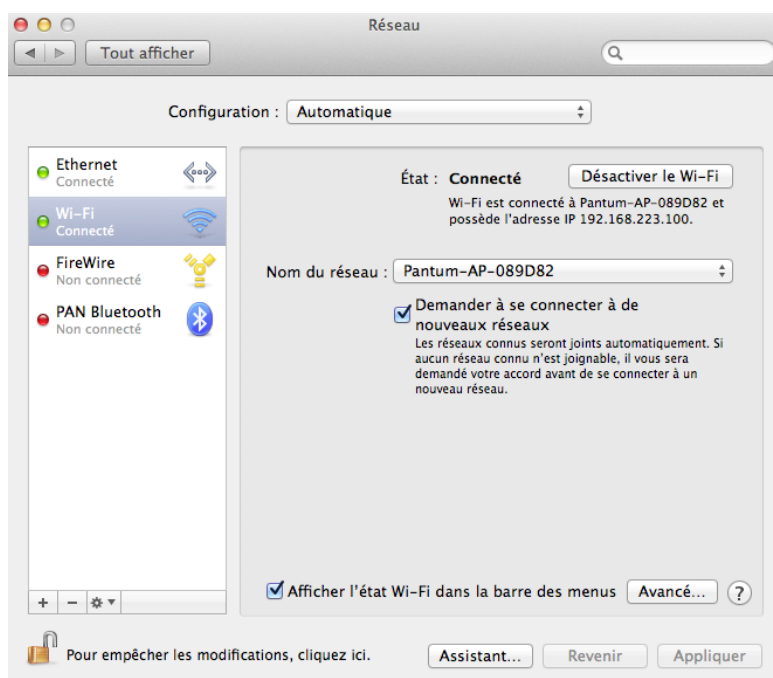 Réseau
Tout afficher
Configuration : Automatique
Ethernet
Connecté
Wi-Fi
Connecté
FireWire
Non connecté
PAN Bluetooth
Non connecté
État : Connecté
Désactiver le Wi-Fi
Wi-Fi est connecté à Pantum-AP-089D82 et
possède l'adresse IP 192.168.223.100.
Nom du réseau : Pantum-AP-089D82
Demander à se connecter à de
nouveaux réseaux
Les réseaux connus seront joints automatiquement. Si
aucun réseau connu n'est joignable, il vous sera
demandé votre accord avant de se connecter à un
nouveau réseau.
Afficher l'état Wi-Fi dans la barre des menus
Avancé...
?
Pour empêcher les modifications, cliquez ici.
Assistant...
Revenir
Appliquer